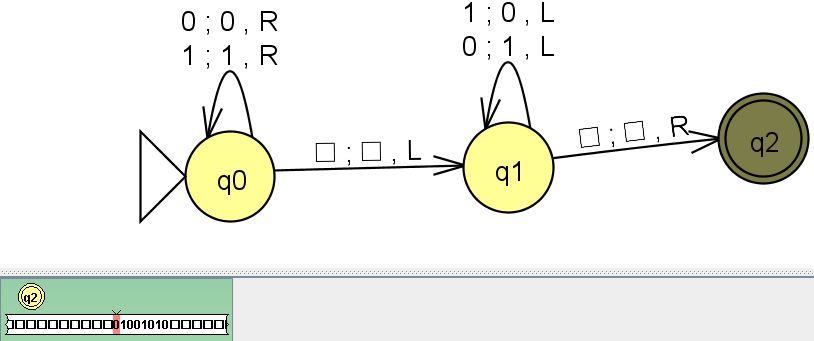 0 ; 0 , R
1 ; 1 , R
1 ; 0 , L
0 ; 1 , L
□ ; □ , L
□ ; □ , R
q0
q1
q2
q2
□□□□□□□□□□01001010□□□□□